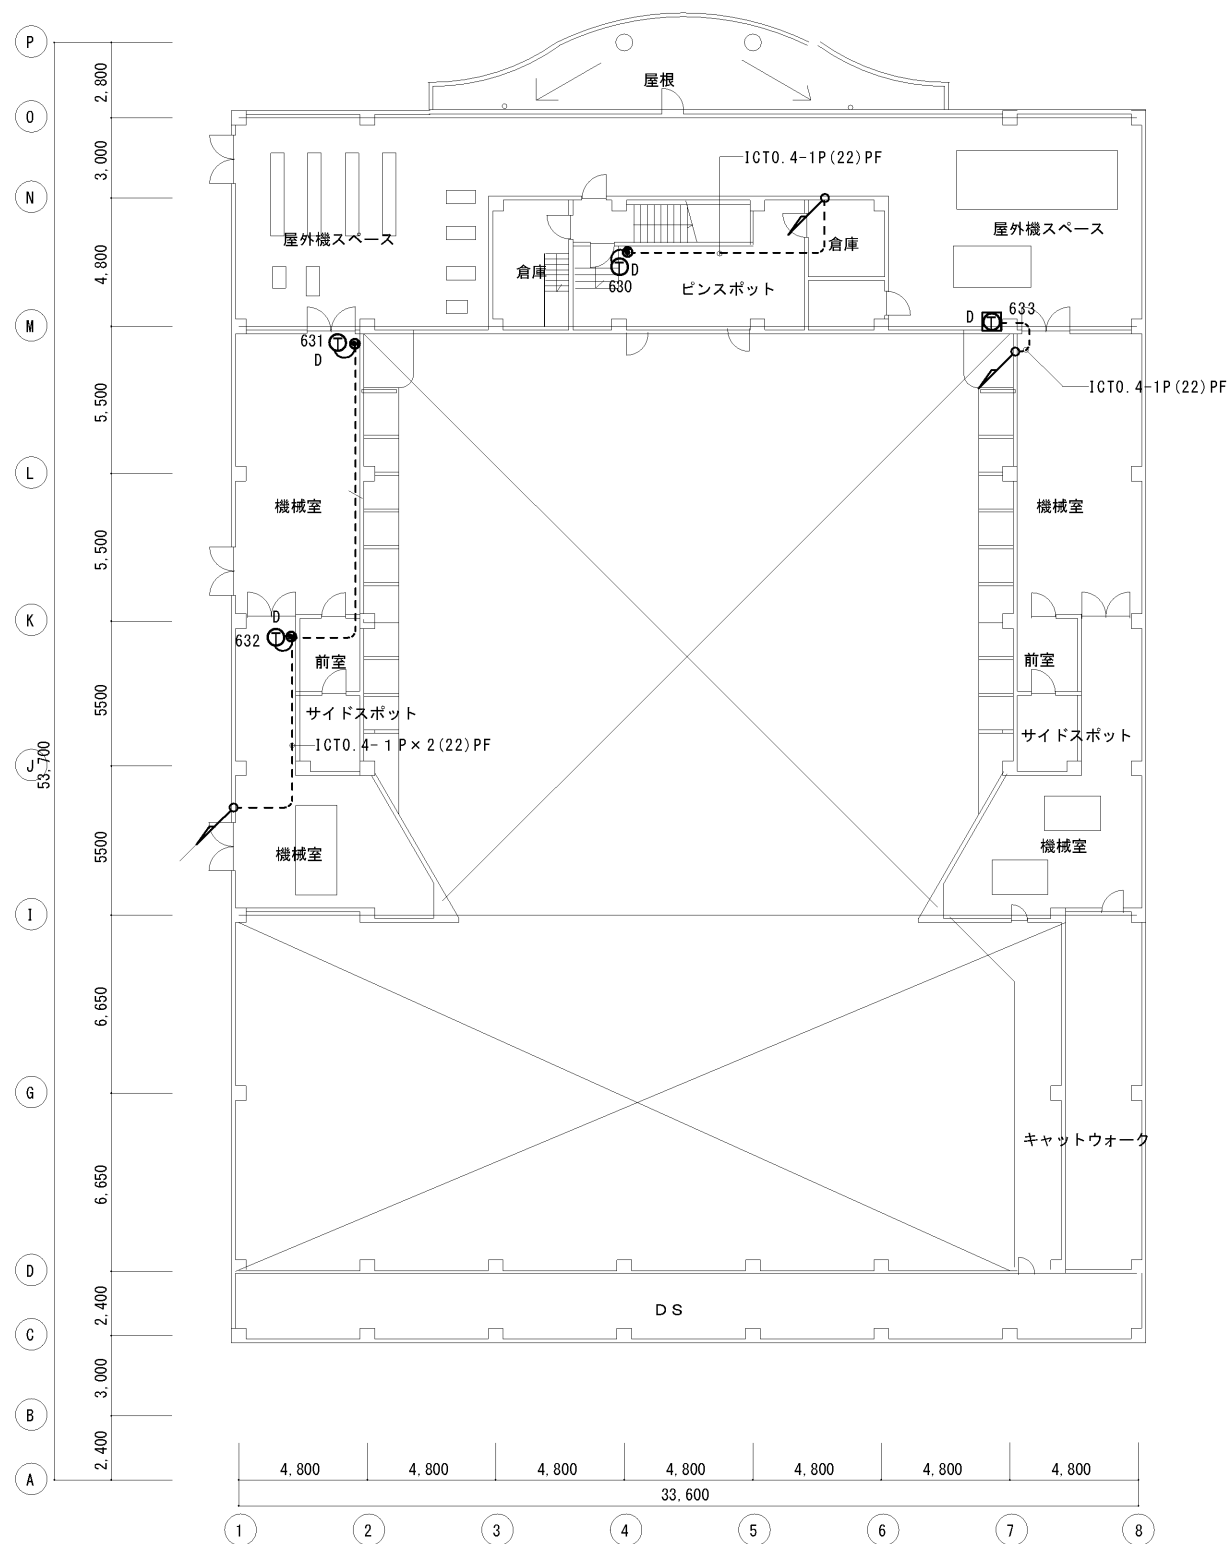 P
2,800
屋根
O
3,000
ICT0.4-1P(22)PF
N
屋外機スペース
屋外機スペース
4,800
倉庫
倉庫
D
630
ピンスポット
M
631
T
D
T
D
T
633
ICT0.4-1P(22)PF
5,500
L
機械室
機械室
5,500
K
D
632
T
前室
前室
5500
サイドスポット
サイドスポット
ICT0.4-1P×2(22)PF
J
53,700
5500
機械室
機械室
I
6,650
G
キャットウォーク
6,650
D
2,400
DS
C
3,000
B
2,400
A
4,800
4,800
4,800
4,800
4,800
4,800
4,800
33,600
1
2
3
4
5
6
7
8